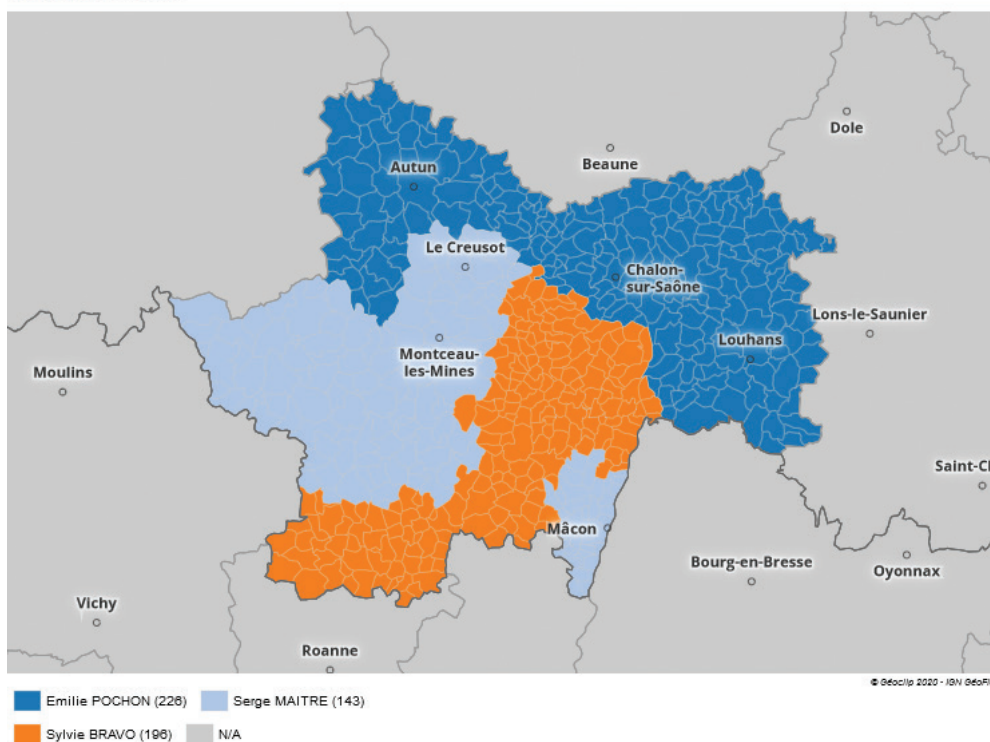 Dole
Beaune
Autun
Le Creusot
Chalon-
sur-Saône
Lons-le-Saunier
Louhans
Montceau-
les-Mines
Moulins
Saint-Cl
Mâcon
Bourg-en-Bresse
Oyonnax
Vichy
Roanne
© Géoclip 2020 - IGN GéoFl
Emilie POCHON (226) Serge MAITRE (143)
Sylvie BRAVO (196) N/A